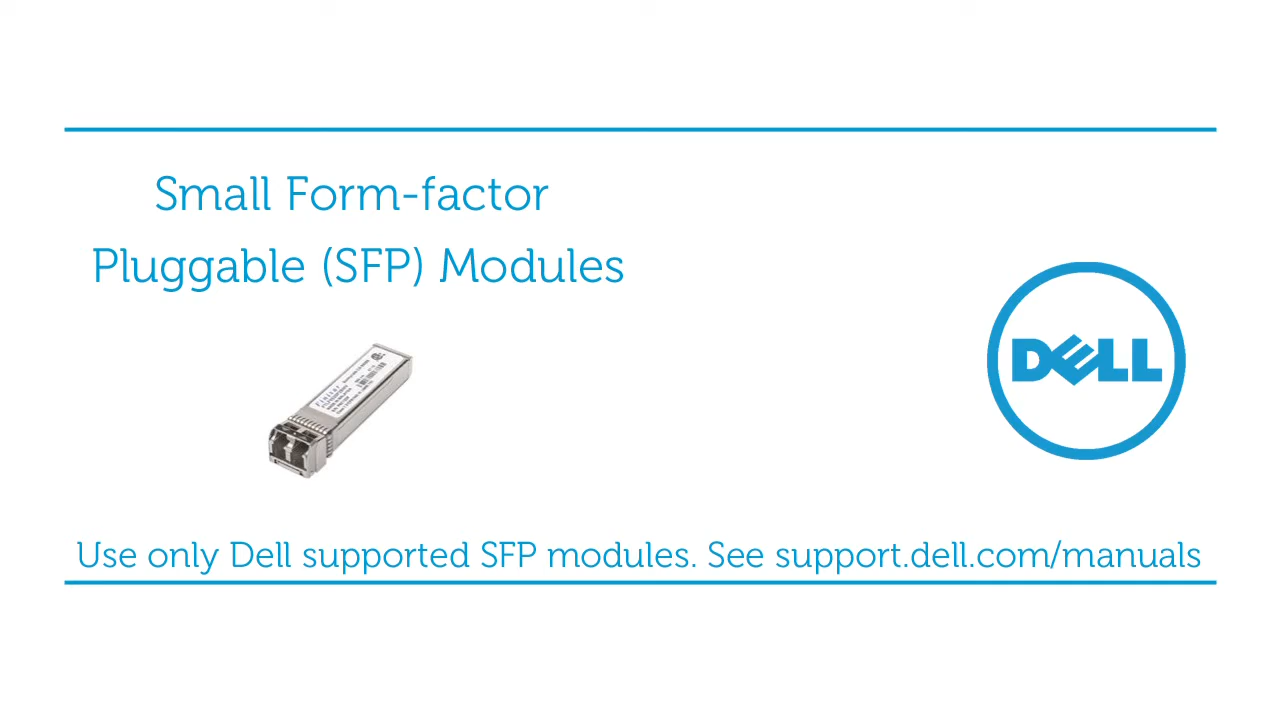 Small Form-factor
Pluggable (SFP) Modules
DELL
Use only Dell supported SFP modules. See support.dell.com/manuals